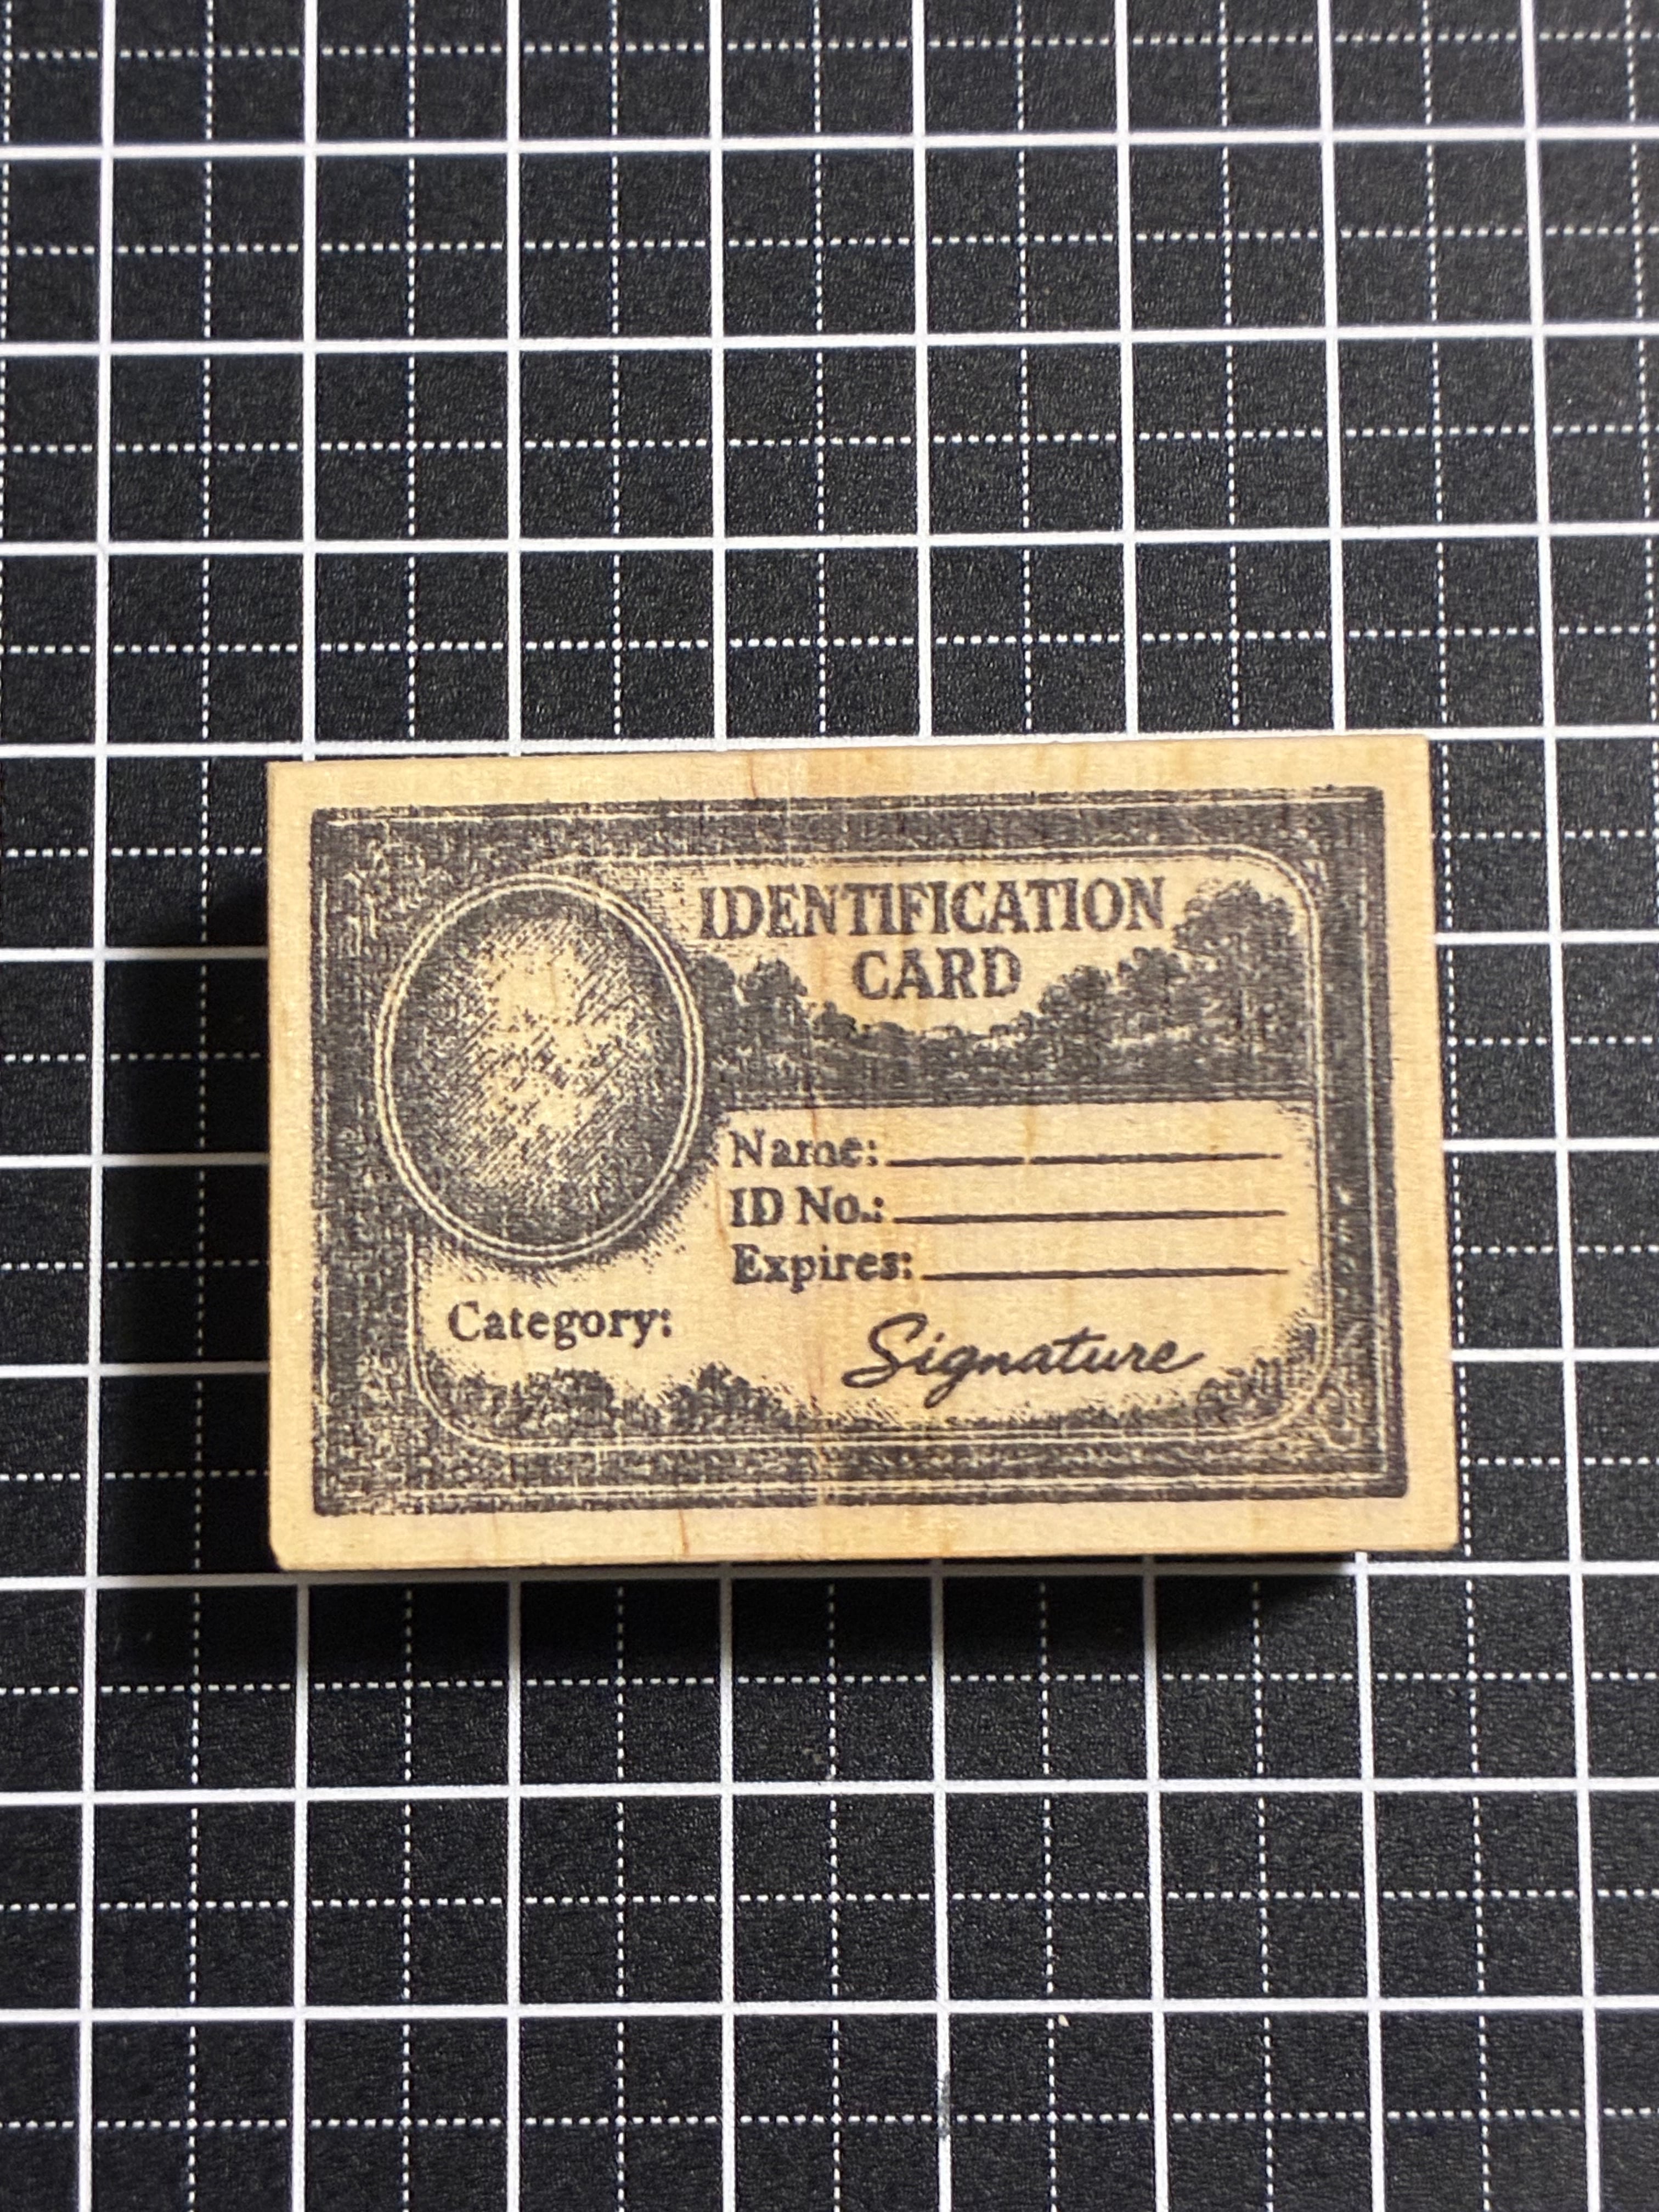 IDENTIFICATION
CARD
Name:
ID No.:
Expires:
Category:
Signature